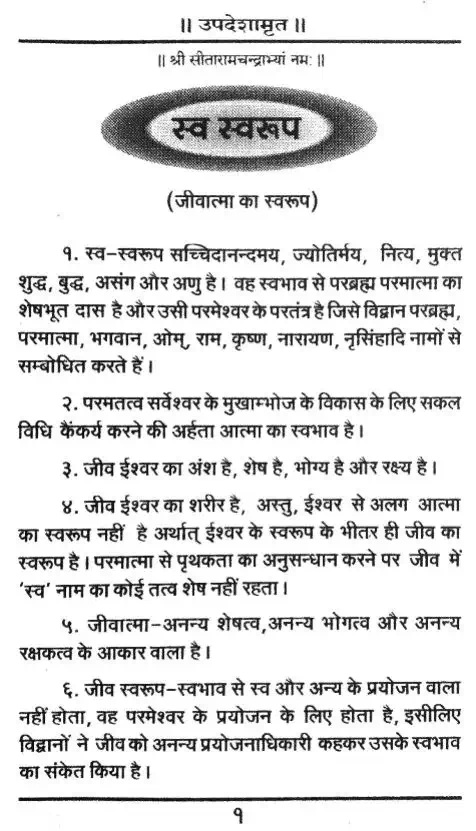 ॥ उपदेशामृत ॥
॥ श्री सीतारामचन्द्राभ्यां नमः ॥
स्व स्वरूप
(जीवात्मा का स्वरूप)
१. स्व-स्वरूप सच्चिदानन्दमय, ज्योतिर्मय, नित्य, मुक्त
शुद्ध, बुद्ध, असंग और अणु है। वह स्वभाव से परब्रह्म परमात्मा का
शेषभूत दास है और उसी परमेश्वर के परतंत्र है जिसे विद्वान परब्रह्म,
परमात्मा, भगवान, ओम्, राम, कृष्ण, नारायण, नृसिंहादि नामों से
सम्बोधित करते हैं।
२. परमतत्व सर्वेश्वर के मुखाम्भोज के विकास के लिए सकल
विधि कैंकर्य करने की अर्हता आत्मा का स्वभाव है।
३. जीव ईश्वर का अंश है, शेष है, भोग्य है और रक्ष्य है।
४. जीव ईश्वर का शरीर है, अस्तु, ईश्वर से अलग आत्मा
का स्वरूप नहीं है अर्थात् ईश्वर के स्वरूप के भीतर ही जीव का
स्वरूप है। परमात्मा से पृथकता का अनुसन्धान करने पर जीव में
'स्व' नाम का कोई तत्व शेष नहीं रहता।
५. जीवात्मा-अनन्य शेषत्व,अनन्य भोगत्व और अनन्य
रक्षकत्व के आकार वाला है।
६. जीव स्वरूप-स्वभाव से स्व और अन्य के प्रयोजन वाला
नहीं होता, वह परमेश्वर के प्रयोजन के लिए होता है, इसीलिए
विद्वानों ने जीव को अनन्य प्रयोजनाधिकारी कहकर उसके स्वभाव
का संकेत किया है।
१